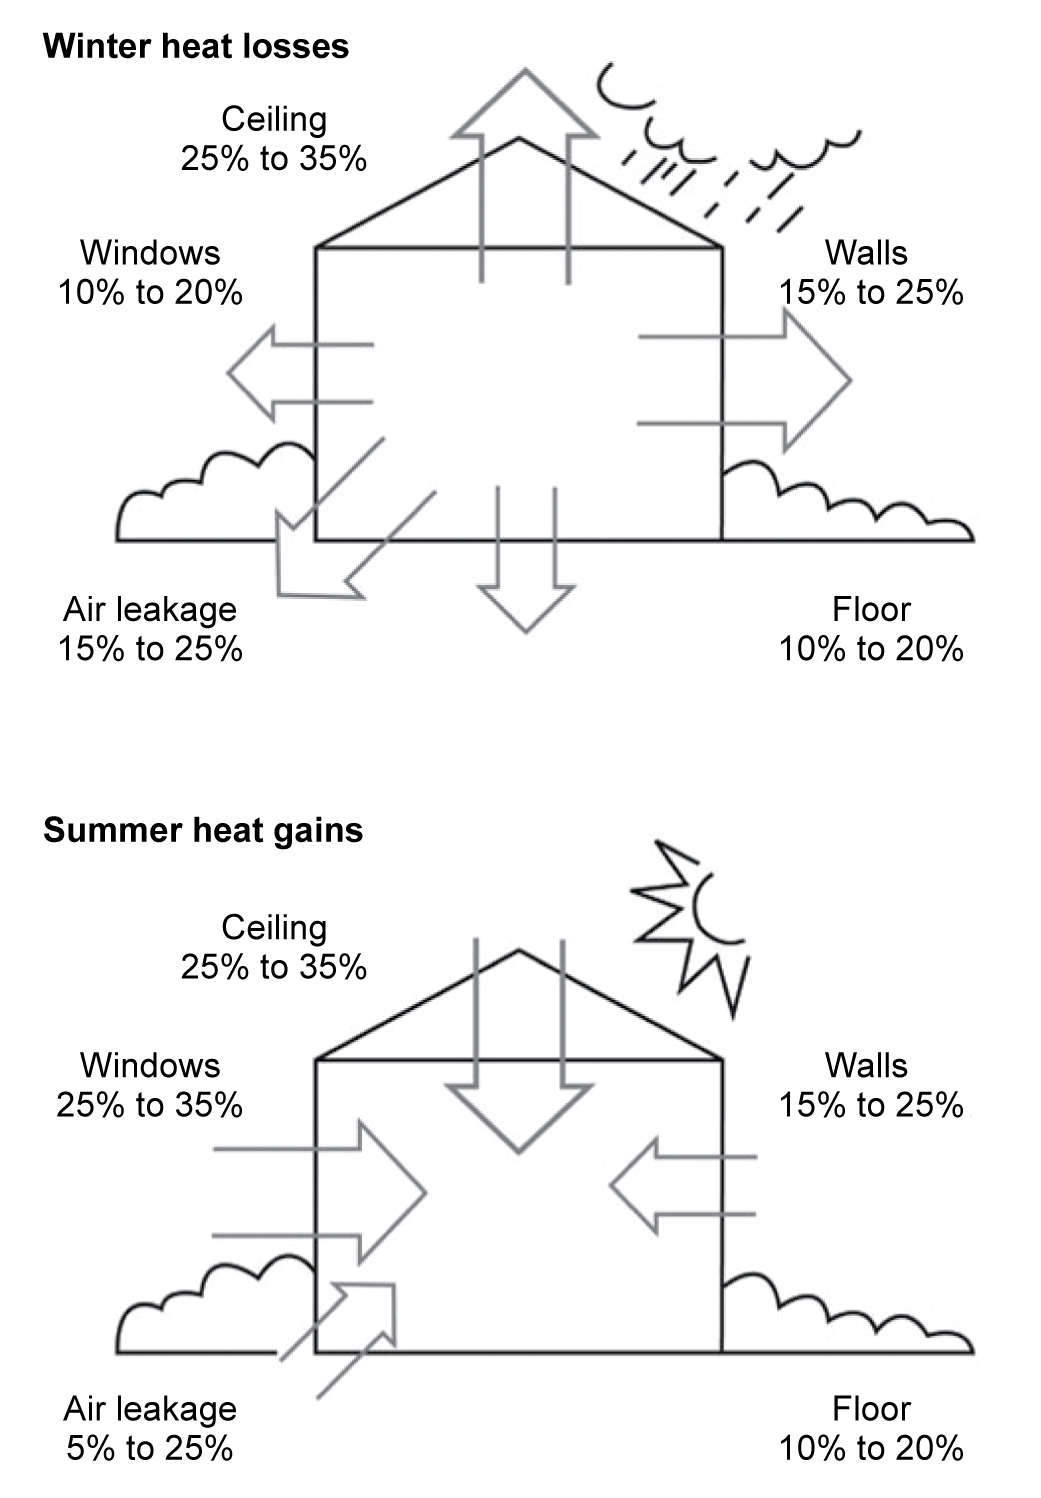 Winter heat losses
Ceiling
25% to 35%
Windows
10% to 20%
Walls
15% to 25%
Air leakage
15% to 25%
Floor
10% to 20%
Summer heat gains
Ceiling
25% to 35%
Windows
25% to 35%
Walls
15% to 25%
Air leakage
5% to 25%
Floor
10% to 20%